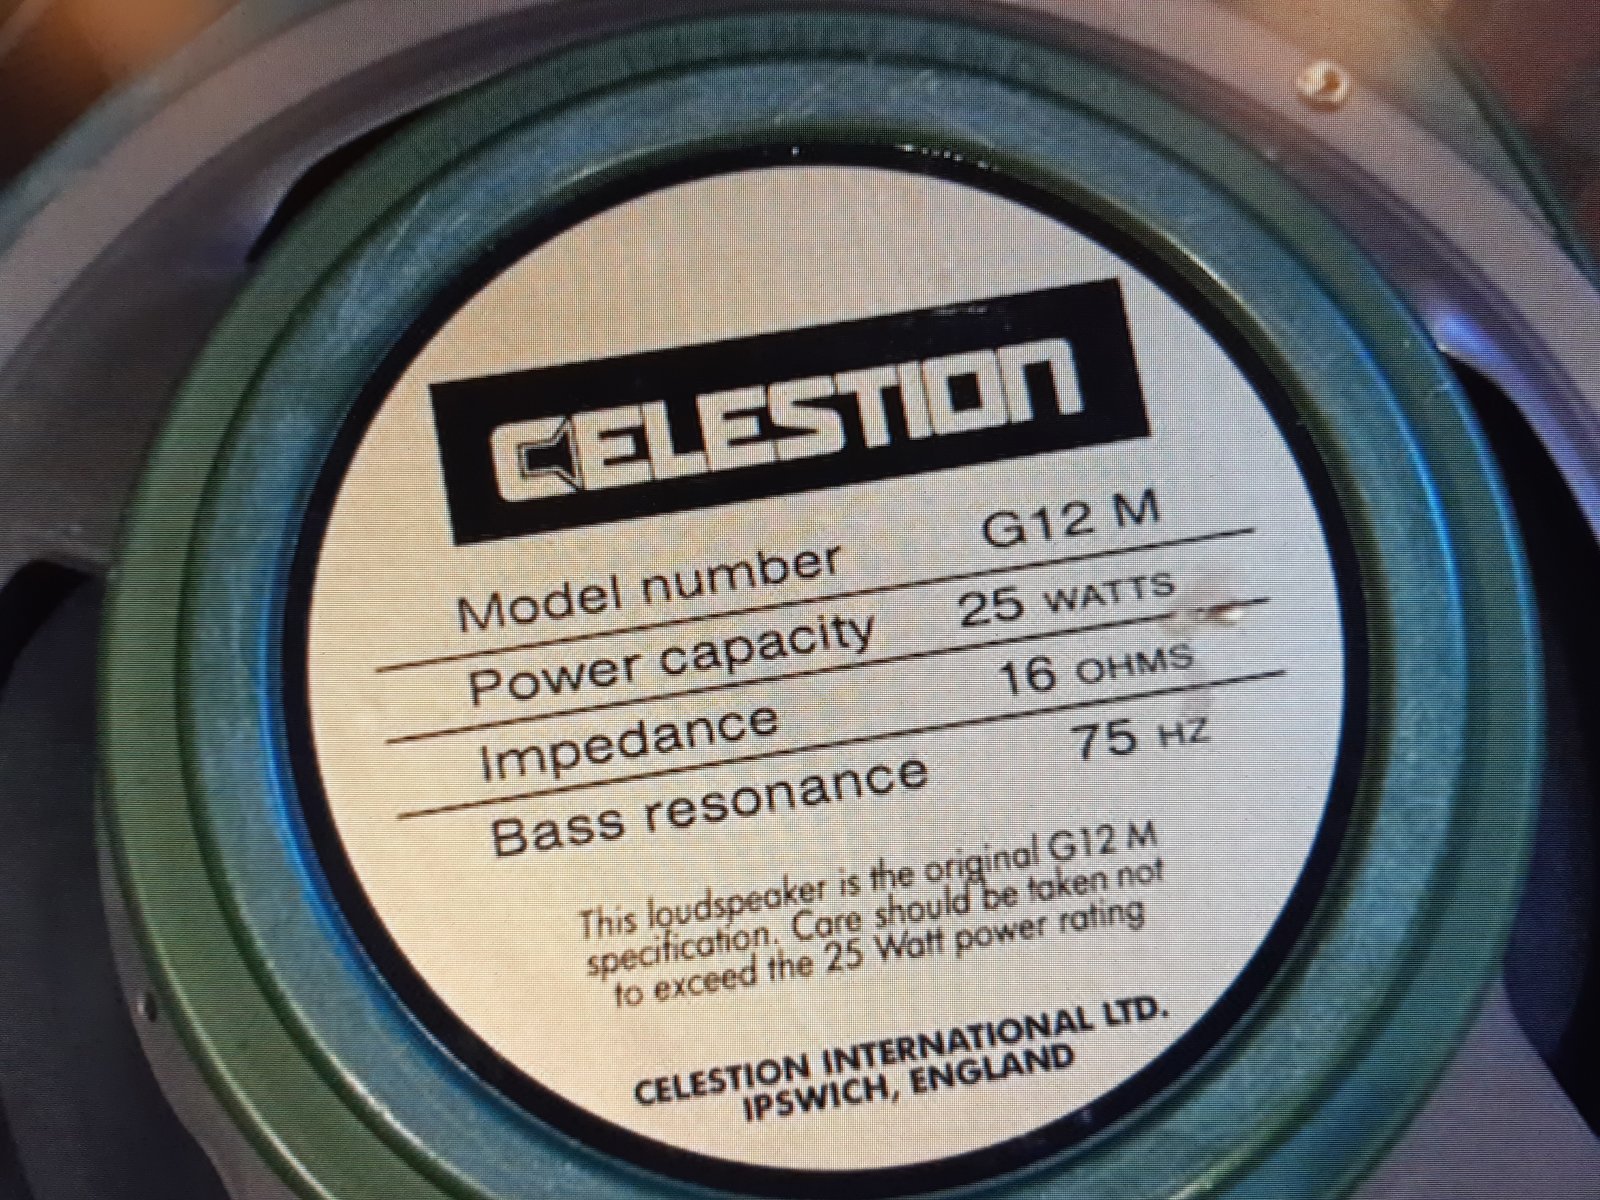 CELESTION
Model number G12 M
Power capacity 25 WATTS
Impedance 16 OHMS
Bass resonance 75 HZ
This loudspeaker is the original G12 M
specification. Care should be taken not
to exceed the 25 Watt power rating
CELESTION INTERNATIONAL LTD.
IPSWICH, ENGLAND